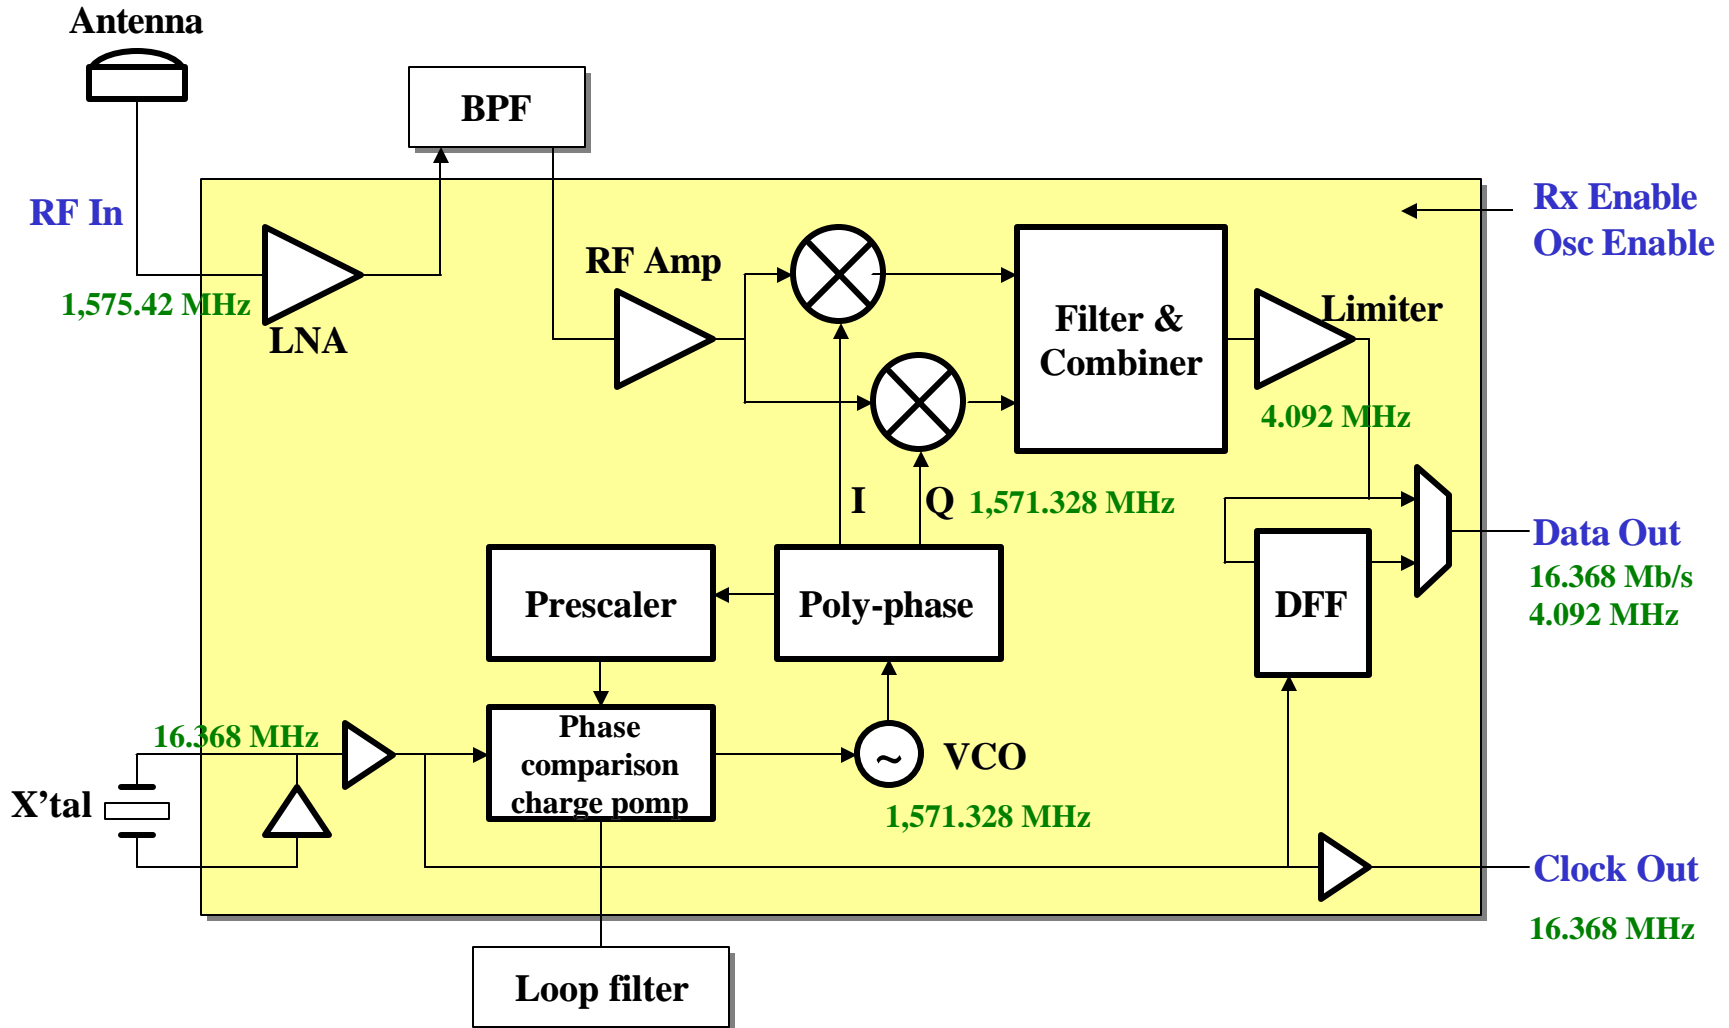 Antenna
BPF
RF In
Rx Enable
Osc Enable
RF Amp
1,575.42 MHz
LNA
Filter &
Combiner
Limiter
4.092 MHz
I
Q
1,571.328 MHz
Prescaler
Poly-phase
DFF
Data Out
16.368 Mb/s
4.092 MHz
16.368 MHz
X’tal
Phase
comparison
charge pomp
~
VCO
1,571.328 MHz
Clock Out
16.368 MHz
Loop filter